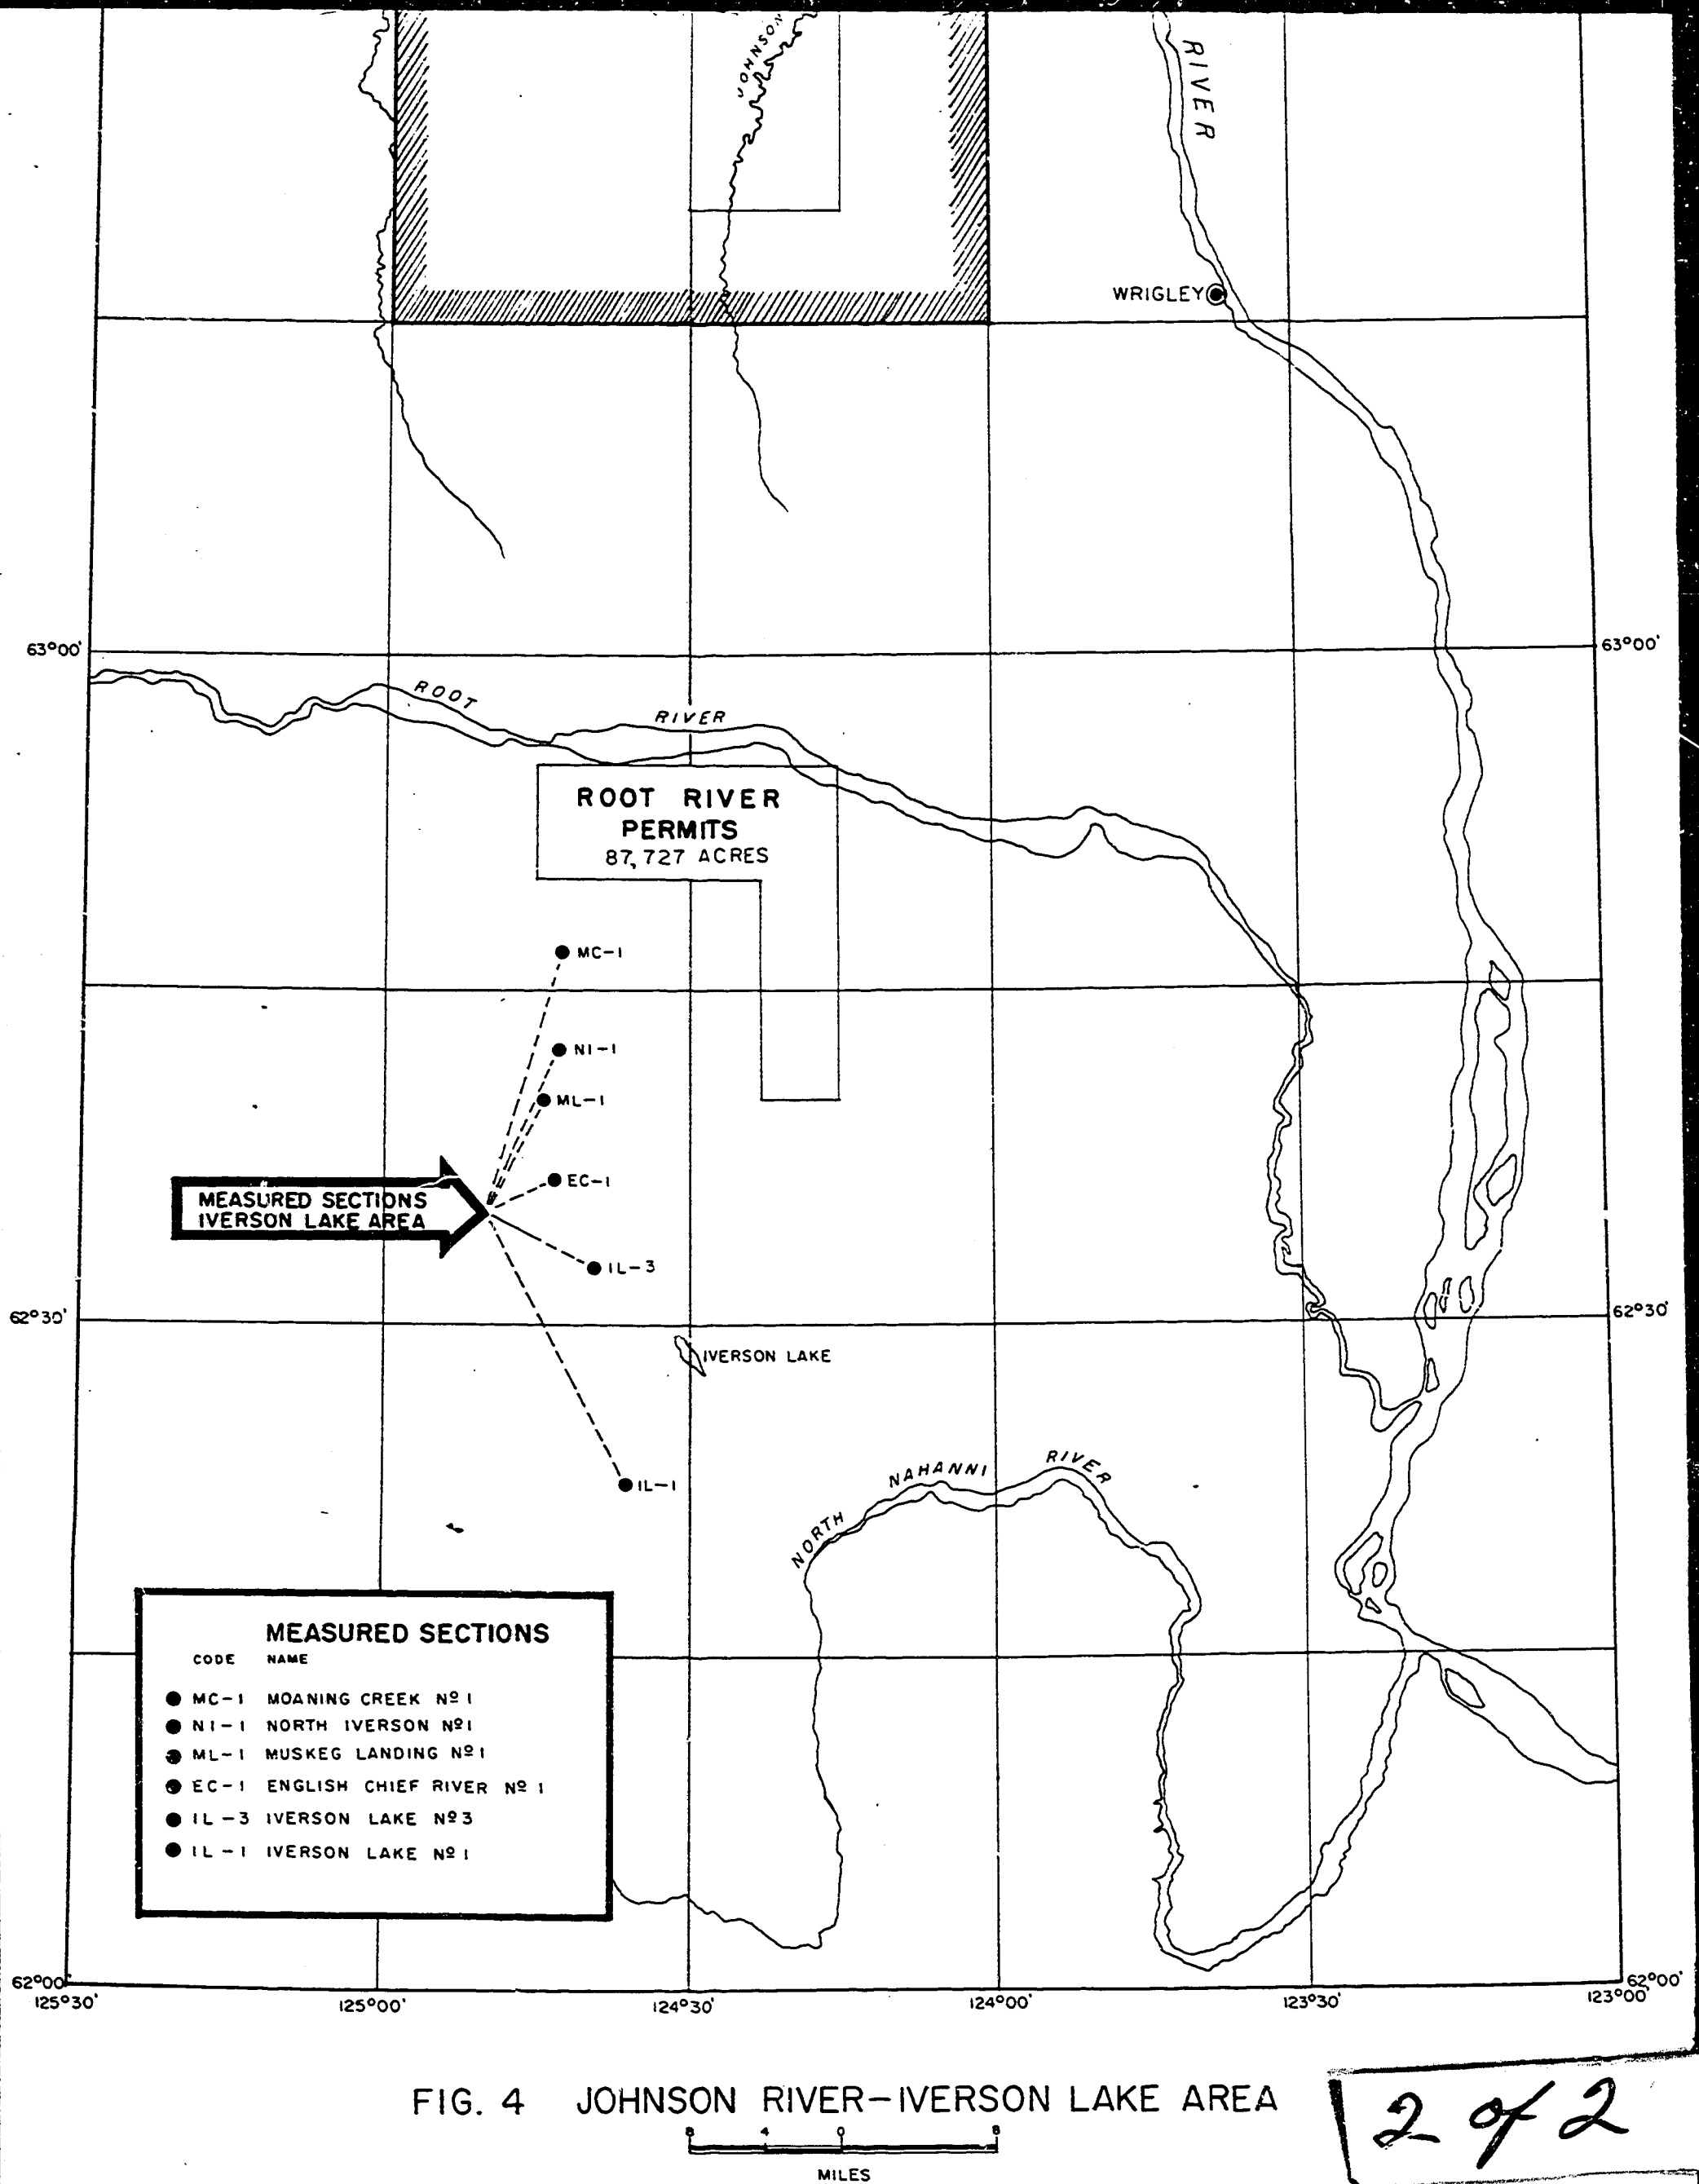 JOHNSON
RIVER
WRIGLEY
63°00'
63°00'
ROOT RIVER
ROOT RIVER
PERMITS
87,727 ACRES
MC-1
NI-1
ML-1
EC-1
MEASURED SECTIONS
IVERSON LAKE AREA
IL-3
62°30'
62°30'
IVERSON LAKE
IL-1
NORTH NAHANNI RIVER
MEASURED SECTIONS
CODE NAME
MC-1 MOANING CREEK Nº 1
NI-1 NORTH IVERSON Nº1
ML-1 MUSKEG LANDING Nº1
EC-1 ENGLISH CHIEF RIVER Nº 1
IL-3 IVERSON LAKE Nº3
IL-1 IVERSON LAKE Nº1
62°00'
62°00'
125°30' 125°00' 124°30' 124°00' 123°30' 123°00'
FIG. 4 JOHNSON RIVER-IVERSON LAKE AREA
8 4 0 8
MILES
2 of 2